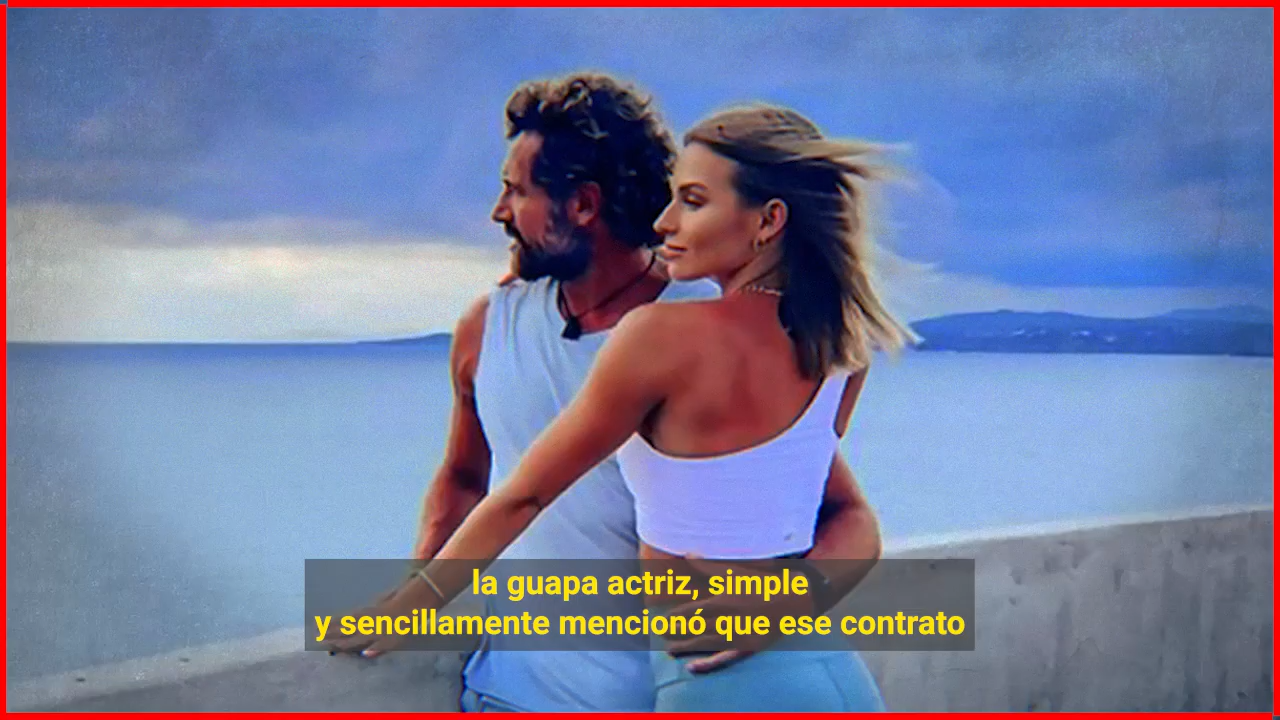 la guapa actriz, simple
y sencillamente mencionó que ese contrato